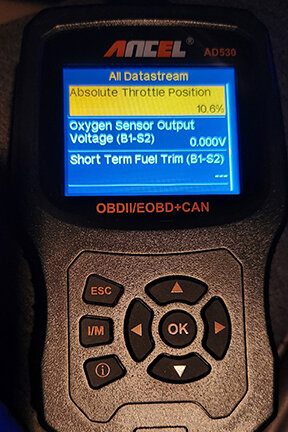 ANCEL
AD530
All Datastream
Absolute Throttle Position
10.6%
Oxygen Sensor Output
Voltage (B1-S2) 0.000V
Short Term Fuel Trim (B1-S2)
---
OBDII/EOBD+CAN
ESC
I/M
OK